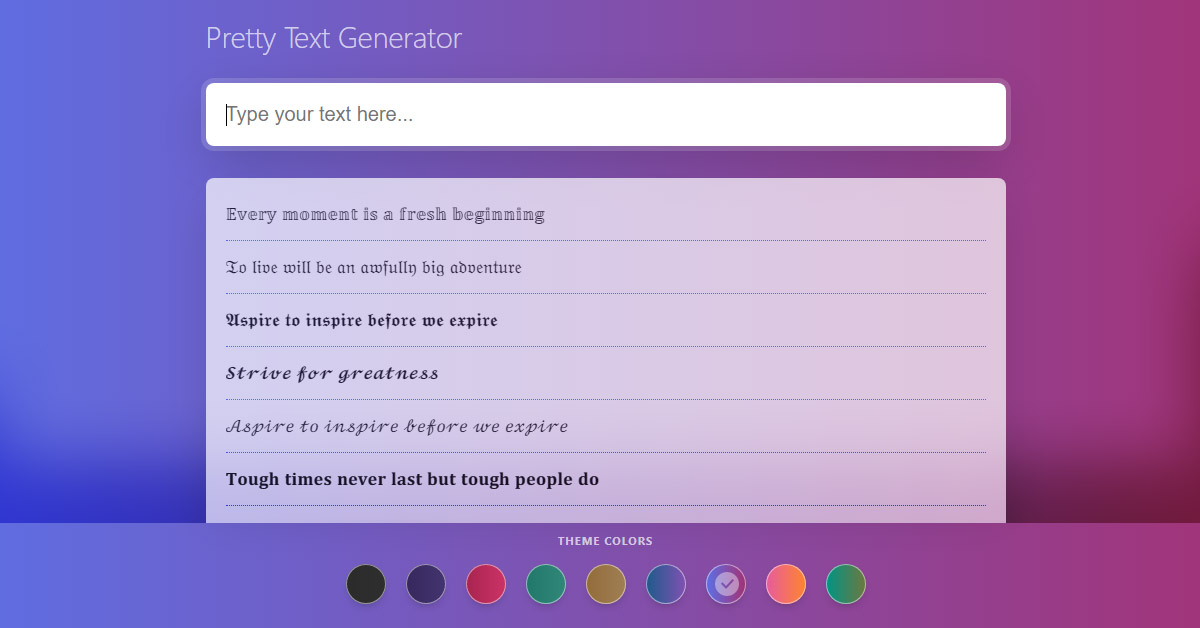 Pretty Text Generator
Type your text here...
𝔼𝕧𝕖𝕣𝕪 𝕞𝕠𝕞𝕖𝕟𝕥 𝕚𝕤 𝕒 𝕗𝕣𝕖𝕤𝕙 𝕓𝕖𝕘𝕚𝕟𝕟𝕚𝕟𝕘
𝔗𝔬 𝔩𝔦𝔳𝔢 𝔴𝔦𝔩𝔩 𝔟𝔢 𝔞𝔫 𝔞𝔴𝔣𝔲𝔩𝔩𝔶 𝔟𝔦𝔤 𝔞𝔡𝔳𝔢𝔫𝔱𝔲𝔯𝔢
𝕬𝖘𝖕𝖎𝖗𝖊 𝖙𝖔 𝖎𝖓𝖘𝖕𝖎𝖗𝖊 𝖇𝖊𝖋𝖔𝖗𝖊 𝖜𝖊 𝖊𝖝𝖕𝖎𝖗𝖊
𝓢𝓽𝓻𝓲𝓿𝓮 𝓯𝓸𝓻 𝓰𝓻𝓮𝓪𝓽𝓷𝓮𝓼𝓼
𝒜𝓈𝓅𝒾𝓇ℯ 𝓉ℴ 𝒾𝓃𝓈𝓅𝒾𝓇ℯ 𝒷ℯ𝒻ℴ𝓇ℯ 𝓌ℯ ℯ𝓍𝓅𝒾𝓇ℯ
𝐓𝐨𝐮𝐠𝐡 𝐭𝐢𝐦𝐞𝐬 𝐧𝐞𝐯𝐞𝐫 𝐥𝐚𝐬𝐭 𝐛𝐮𝐭 𝐭𝐨𝐮𝐠𝐡 𝐩𝐞𝐨𝐩𝐥𝐞 𝐝𝐨
THEME COLORS